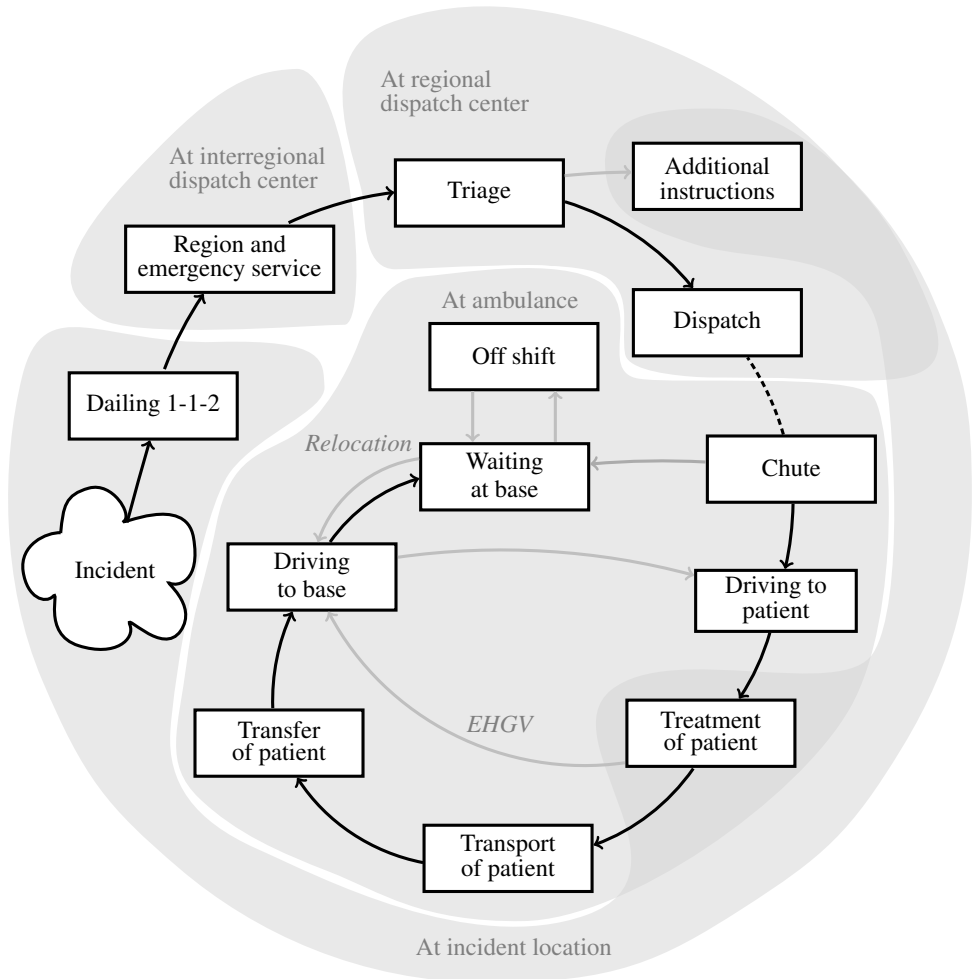 At regional
dispatch center
At interregional
dispatch center
Triage
Additional
instructions
Region and
emergency service
At ambulance
Dispatch
Off shift
Dailing 1-1-2
Relocation
Waiting
at base
Chute
Incident
Driving
to base
Driving to
patient
Transfer
of patient
EHGV
Treatment
of patient
Transport
of patient
At incident location